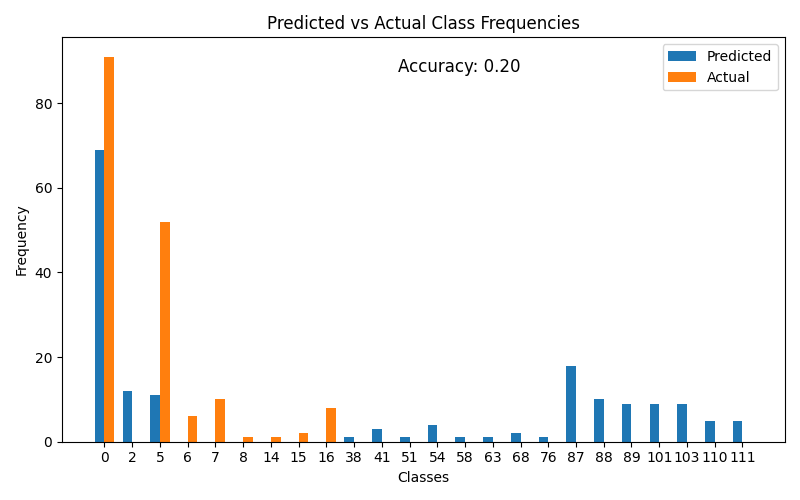 Predicted vs Actual Class Frequencies
Accuracy: 0.20
Predicted
Actual
Frequency
80
60
40
20
0
0 2 5 6 7 8 14 15 16 38 41 51 54 58 63 68 76 87 88 89 101 103 110 111
Classes